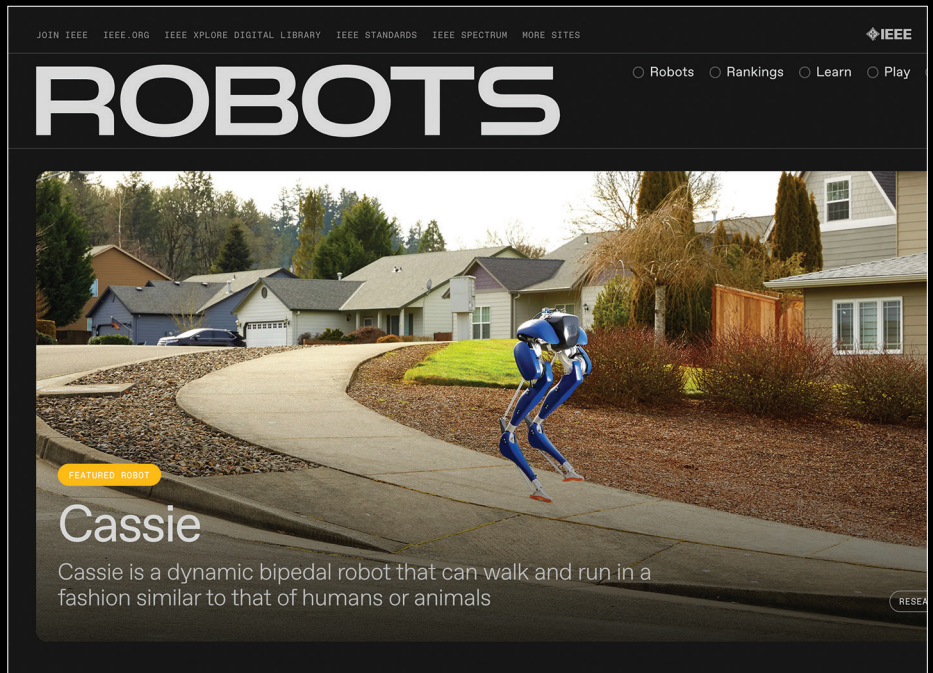 JOIN IEEE IEEE.ORG IEEE XPLORE DIGITAL LIBRARY IEEE STANDARDS IEEE SPECTRUM MORE SITES IEEE
ROBOTS
Robots Rankings Learn Play
FEATURED ROBOT
Cassie
Cassie is a dynamic bipedal robot that can walk and run in a
fashion similar to that of humans or animals
RESEA